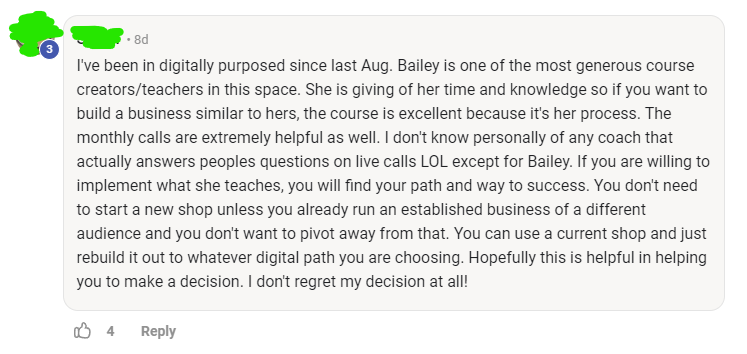 3
• 8d
I've been in digitally purposed since last Aug. Bailey is one of the most generous course
creators/teachers in this space. She is giving of her time and knowledge so if you want to
build a business similar to hers, the course is excellent because it's her process. The
monthly calls are extremely helpful as well. I don't know personally of any coach that
actually answers peoples questions on live calls LOL except for Bailey. If you are willing to
implement what she teaches, you will find your path and way to success. You don't need
to start a new shop unless you already run an established business of a different
audience and you don't want to pivot away from that. You can use a current shop and just
rebuild it out to whatever digital path you are choosing. Hopefully this is helpful in helping
you to make a decision. I don't regret my decision at all!
4 Reply